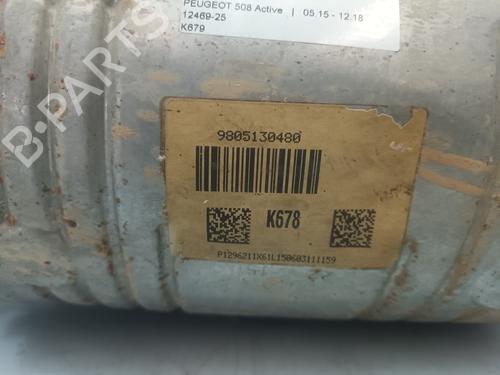 PEUGEOT 508 Active | 05.15 - 12.18
12469-25
K679
B-PARTS
9805130480
K678
P1296211X61L150603111159